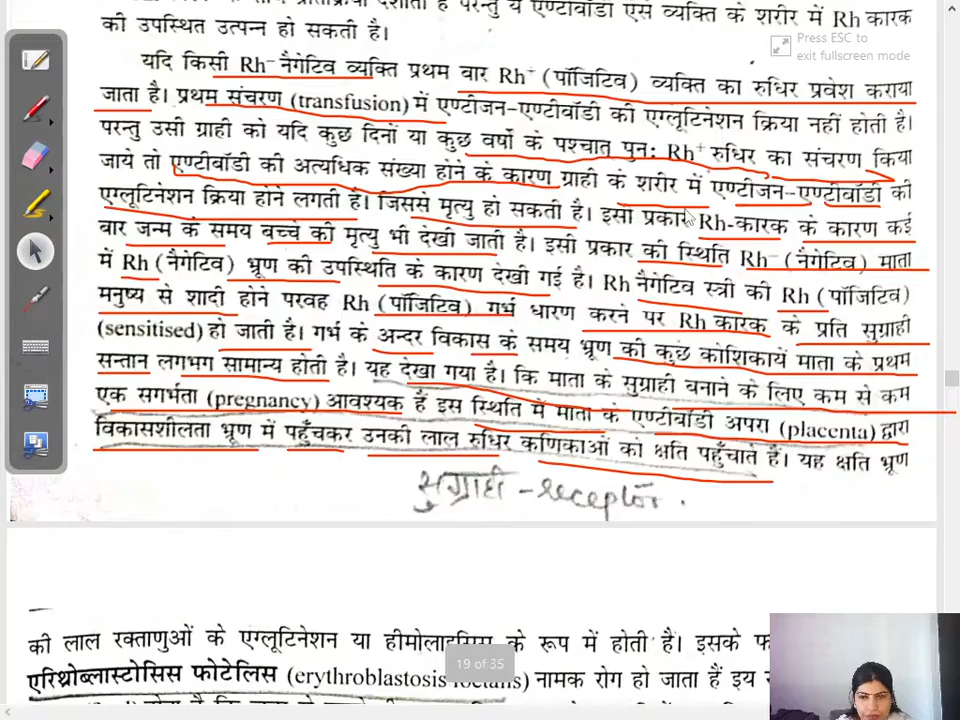 की उपस्थित उत्पन्न हो सकती है।
Press ESC to
exit fullscreen mode
यदि किसी Rh⁻ नैगेटिव व्यक्ति प्रथम वार Rh⁺ (पॉजिटिव) व्यक्ति का रुधिर प्रवेश कराया
जाता है। प्रथम संचरण (transfusion) में एण्टीजन-एण्टीबॉडी की एग्लूटिनेशन क्रिया नहीं होती है।
परन्तु उसी ग्राही को यदि कुछ दिनों या कुछ वर्षो के पश्चात् पुन: Rh⁺ रुधिर का संचरण किया
जाये तो एण्टीबॉडी की अत्यधिक संख्या होने के कारण ग्राही के शरीर में एण्टीजन-एण्टीबॉडी की
एग्लूटिनेशन क्रिया होने लगती है। जिससे मृत्यु हो सकती है। इसी प्रकार Rh-कारक के कारण कई
बार जन्म के समय बच्चे की मृत्यु भी देखी जाती है। इसी प्रकार की स्थिति Rh⁻ (नैगेटिव) माता
में Rh (नैगेटिव) भ्रूण की उपस्थिति के कारण देखी गई है। Rh नैगेटिव स्त्री की Rh (पॉजिटिव)
मनुष्य से शादी होने परवह Rh (पॉजिटिव) गर्भ धारण करने पर Rh कारक के प्रति सुग्राही
(sensitised) हो जाती है। गर्भ के अन्दर विकास के समय भ्रूण की कुछ कोशिकायें माता के प्रथम
सन्तान लगभग सामान्य होती है। यह देखा गया है। कि माता के सुग्राही बनाने के लिए कम से कम
एक सगर्भता (pregnancy) आवश्यक हैं इस स्थिति में माता के एण्टीबॉडी अपरा (placenta) द्वारा
विकासशीलता भ्रूण में पहुँचकर उनकी लाल रुधिर कणिकाओं को क्षति पहुँचाते हैं। यह क्षति भ्रूण
सुग्राही - receptor.
की लाल रक्ताणुओं के एग्लूटिनेशन या हीमोलाइसिस के रूप में होती है। इसके
19 of 35
एरिथ्रोब्लास्टोसिस फोटेलिस (erythroblastosis foetalis) नामक रोग हो जाता हैं इय